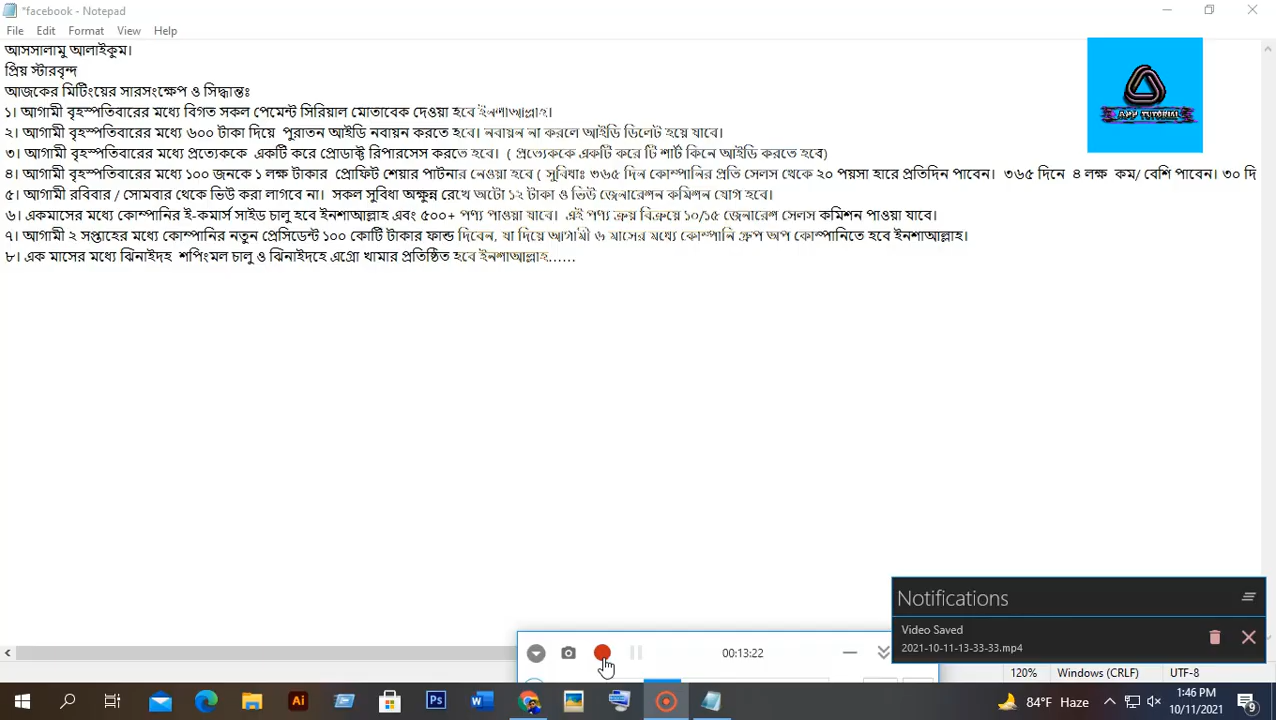 *facebook - Notepad
File Edit Format View Help
আসসালামু আলাইকুম।
প্রিয় স্টারবৃন্দ
আজকের মিটিংয়ের সারসংক্ষেপ ও সিদ্ধান্তঃ
১। আগামী বৃহস্পতিবারের মধ্যে বিগত সকল পেমেন্ট সিরিয়াল মোতাবেক দেওয়া হবে ইনশাআল্লাহ।
২। আগামী বৃহস্পতিবারের মধ্যে ৬০০ টাকা দিয়ে পুরাতন আইডি নবায়ন করতে হবে। নবায়ন না করলে আইডি ডিলেট হয়ে যাবে।
৩। আগামী বৃহস্পতিবারের মধ্যে প্রত্যেককে একটি করে প্রোডাক্ট রিপারসেস করতে হবে। ( প্রত্যেককে একটি করে টি শার্ট কিনে আইডি করতে হবে)
৪। আগামী বৃহস্পতিবারের মধ্যে ১০০ জনকে ১ লক্ষ টাকার প্রোফিট শেয়ার পার্টনার নেওয়া হবে ( সুবিধাঃ ৩৬৫ দিন কোম্পানির প্রতি সেলস থেকে ২০ পয়সা হারে প্রতিদিন পাবেন। ৩৬৫ দিনে ৪ লক্ষ কম/ বেশি পাবেন। ৩০ দি
৫। আগামী রবিবার / সোমবার থেকে ভিউ করা লাগবে না। সকল সুবিধা অক্ষুন্ন রেখে অটো ১২ টাকা ও ভিউ জেনারেশন কমিশন যোগ হবে।
৬। একমাসের মধ্যে কোম্পানির ই-কমার্স সাইড চালু হবে ইনশাআল্লাহ এবং ৫০০+ পণ্য পাওয়া যাবে। এই পণ্য ক্রয় বিক্রয়ে ১০/১৫ জেনারেশ সেলস কমিশন পাওয়া যাবে।
৭। আগামী ২ সপ্তাহের মধ্যে কোম্পানির নতুন প্রেসিডেন্ট ১০০ কোটি টাকার ফান্ড দিবেন, যা দিয়ে আগামী ৬ মাসের মধ্যে কোম্পানি গ্রুপ অপ কোম্পানিতে হবে ইনশাআল্লাহ।
৮। এক মাসের মধ্যে ঝিনাইদহ শপিংমল চালু ও ঝিনাইদহে এগ্রো খামার প্রতিষ্ঠিত হবে ইনশাআল্লাহ......
APP TUTORIAL
Notifications
Video Saved
2021-10-11-13-33-33.mp4
00:13:22
120% Windows (CRLF) UTF-8
Ai Ps W
84°F Haze
1:46 PM
10/11/2021
9